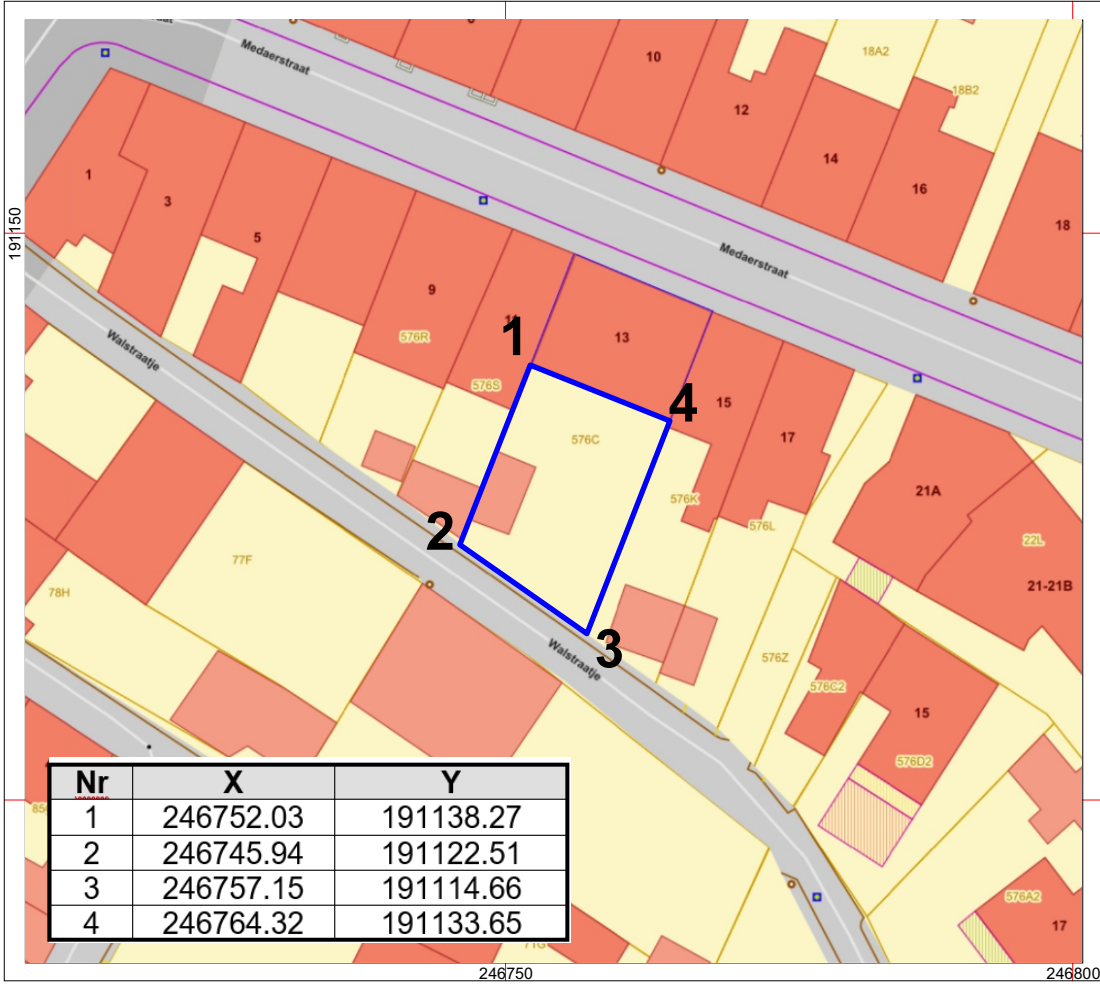 Medaerstraat
10
18A2
18B2
12
14
16
18
1
3
5
9
576R
576S
13
Medaerstraat
191150
Walstraatje
1
4
15
17
576C
576K
576L
21A
22L
21-21B
2
3
77F
78H
Walstraatje
576Z
576C2
15
576D2
576A2
17
Nr X Y
1 246752.03 191138.27
2 246745.94 191122.51
3 246757.15 191114.66
4 246764.32 191133.65
246750
246800